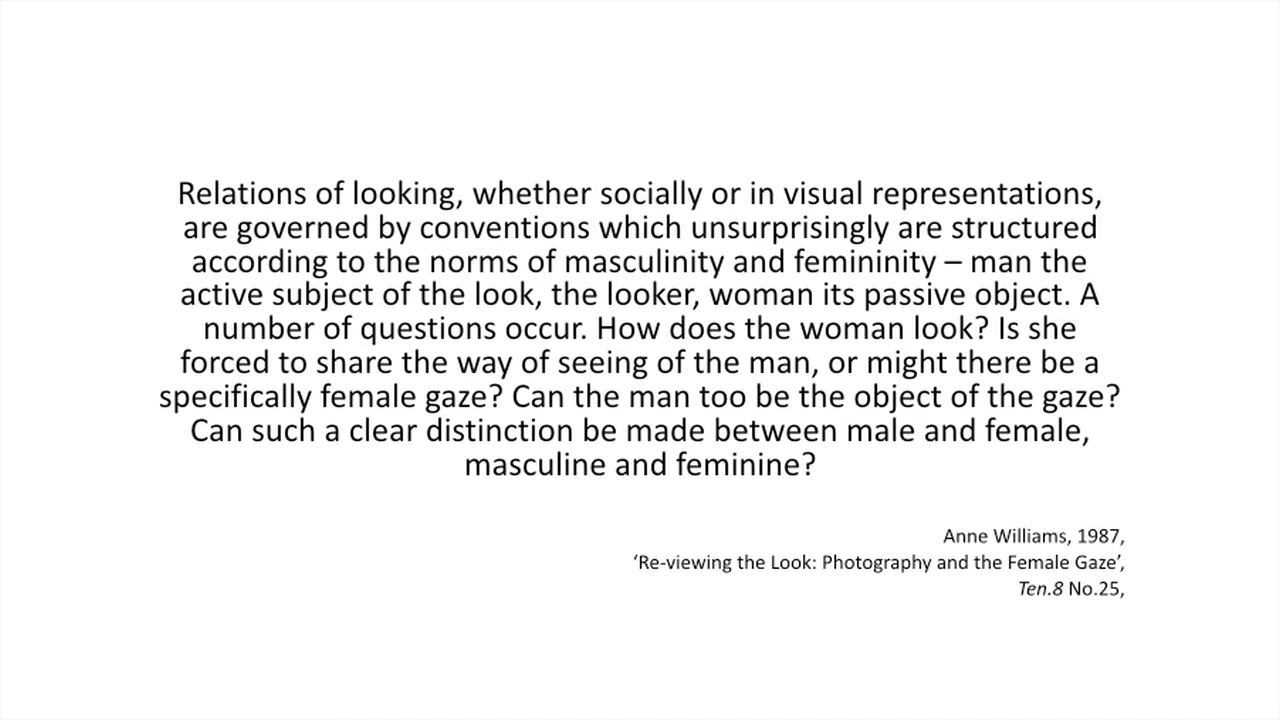 Relations of looking, whether socially or in visual representations,
are governed by conventions which unsurprisingly are structured
according to the norms of masculinity and femininity – man the
active subject of the look, the looker, woman its passive object. A
number of questions occur. How does the woman look? Is she
forced to share the way of seeing of the man, or might there be a
specifically female gaze? Can the man too be the object of the gaze?
Can such a clear distinction be made between male and female,
masculine and feminine?
Anne Williams, 1987,
‘Re-viewing the Look: Photography and the Female Gaze’,
Ten.8 No.25,